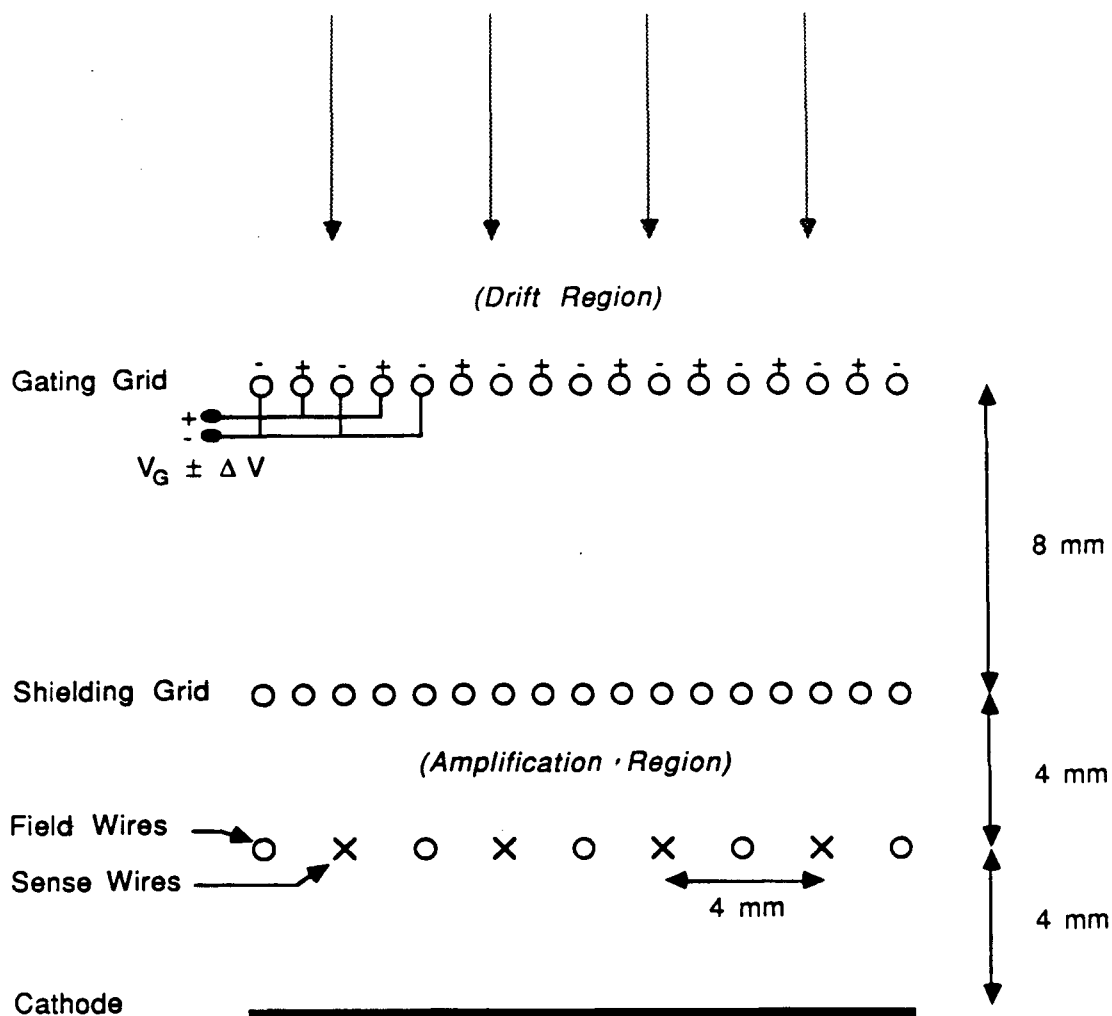 (Drift Region)
Gating Grid
- + - + - + - + - + - + - + - + -
+
-
V_G ± Δ V
8 mm
Shielding Grid
(Amplification Region)
4 mm
Field Wires
Sense Wires
4 mm
4 mm
Cathode